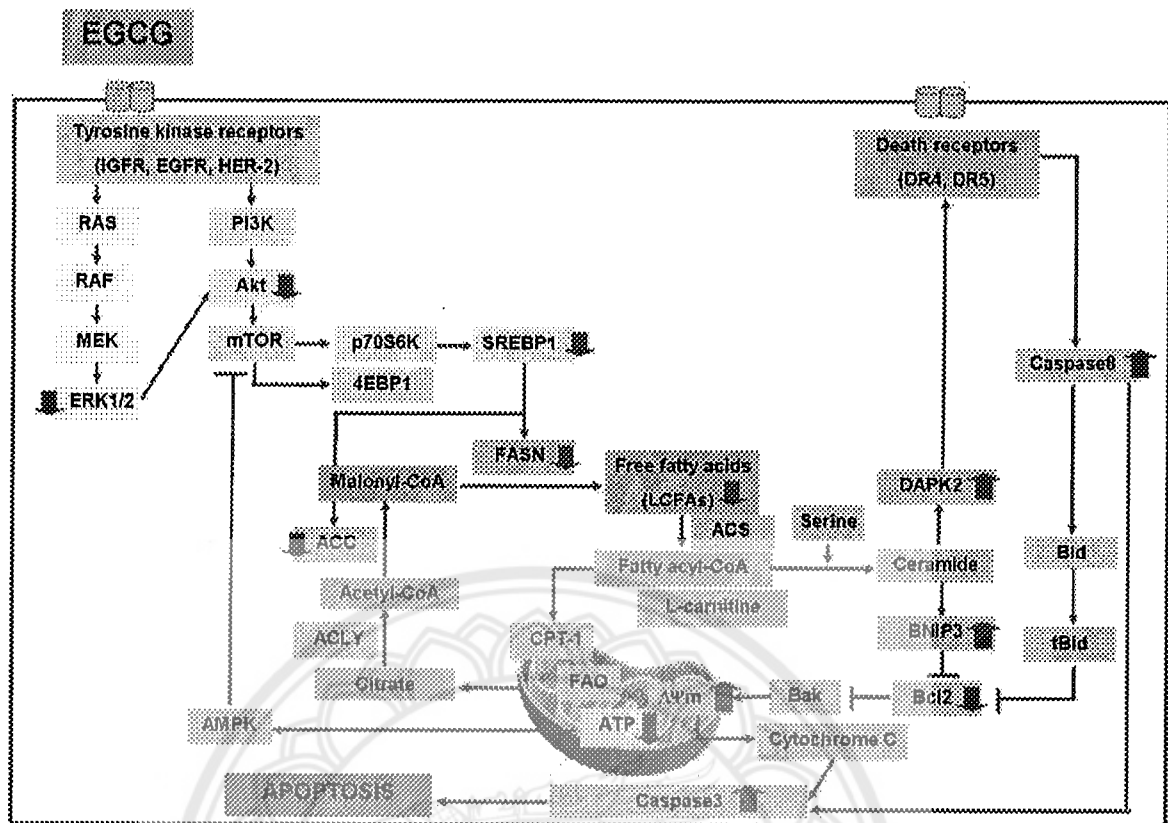 EGCG
Tyrosine kinase receptors
(IGFR, EGFR, HER-2)
Death receptors
(DR4, DR5)
RAS
PI3K
RAF
Akt
MEK
mTOR
p70S6K
SREBP1
Caspase8
ERK1/2
4EBP1
FASN
Free fatty acids
(LCFAs)
Malonyl-CoA
DAPK2
ACS
Serine
ACC
Bid
Fatty acyl-CoA
Ceramide
Acetyl-CoA
L-carnitine
ACLY
CPT-1
BNIP3
tBid
Citrate
FAO
ΔΨm
Bak
Bcl2
AMPK
ATP
Cytochrome C
APOPTOSIS
Caspase3